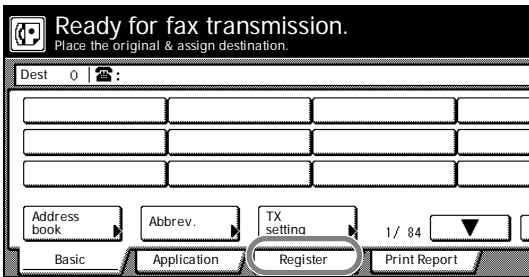 Ready for fax transmission.
Place the original & assign destination.
Dest 0 ☎:
Address book
Abbrev.
TX setting
1/ 84
Basic
Application
Register
Print Report